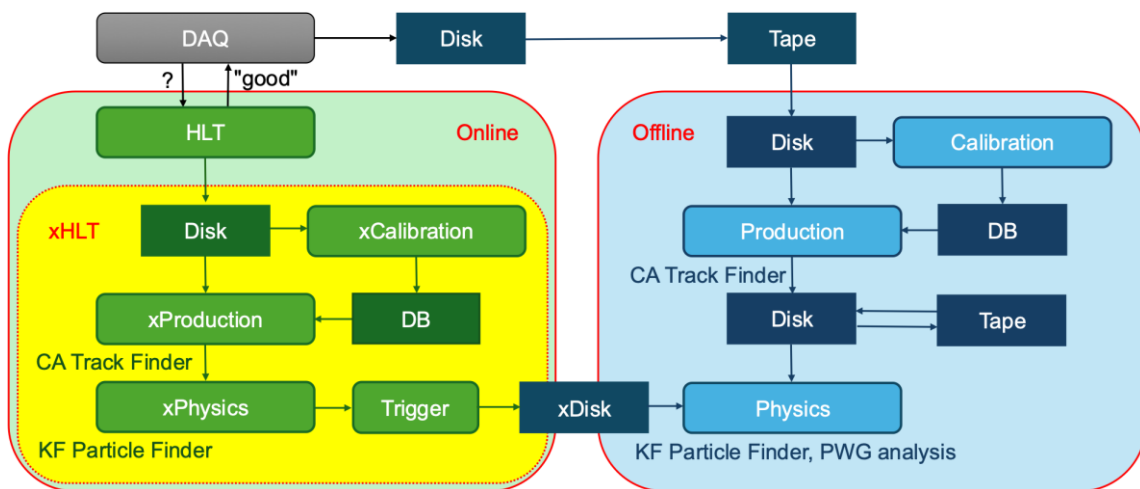 DAQ
Disk
Tape
?
"good"
HLT
Online
Offline
Disk
Calibration
xHLT
Disk
xCalibration
Production
DB
CA Track Finder
xProduction
DB
Disk
Tape
CA Track Finder
xPhysics
Trigger
xDisk
Physics
KF Particle Finder
KF Particle Finder, PWG analysis